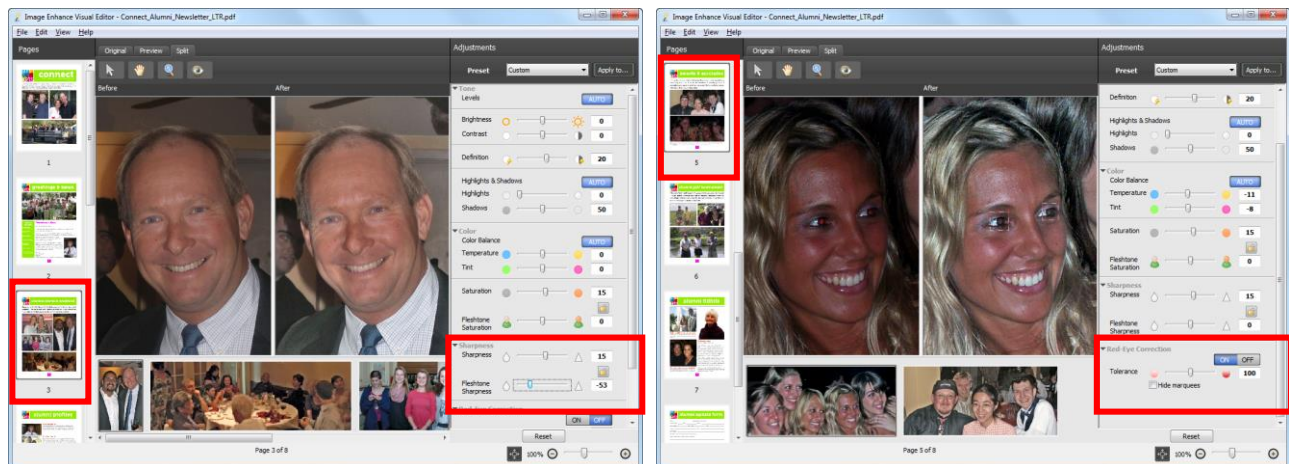 Image Enhance Visual Editor - Connect_Alumni_Newsletter_LTR.pdf
File Edit View Help
Pages
Original Preview Split
Adjustments
Preset Custom Apply to...
Before After
connect
1
2
3
Tone
Levels AUTO
Brightness 0
Contrast 0
Definition 20
Highlights & Shadows AUTO
Highlights 0
Shadows 50
Color
Color Balance AUTO
Temperature 0
Tint 0
Saturation 15
Fleshtone
Saturation 0
Sharpness
Sharpness 15
Fleshtone
Sharpness -53
ON OFF
Reset
Page 3 of 8
100%
Image Enhance Visual Editor - Connect_Alumni_Newsletter_LTR.pdf
File Edit View Help
Pages
Original Preview Split
Adjustments
Preset Custom Apply to...
Before After
5
6
7
Definition 20
Highlights & Shadows AUTO
Highlights 0
Shadows 50
Color
Color Balance AUTO
Temperature -11
Tint -8
Saturation 15
Fleshtone
Saturation 0
Sharpness
Sharpness 15
Fleshtone
Sharpness 0
Red-Eye Correction
ON OFF
Tolerance 100
Hide marquees
Reset
Page 5 of 8
100%